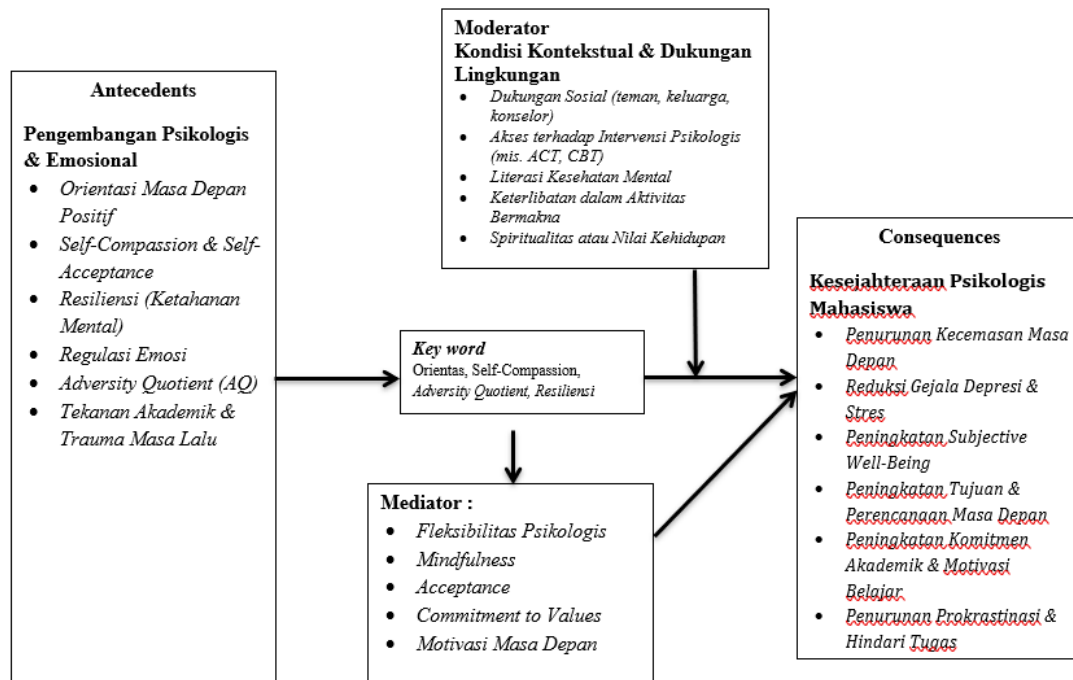 Antecedents
Pengembangan Psikologis
& Emosional
• Orientasi Masa Depan
Positif
• Self-Compassion & Self-
Acceptance
• Resiliensi (Ketahanan
Mental)
• Regulasi Emosi
• Adversity Quotient (AQ)
• Tekanan Akademik &
Trauma Masa Lalu
Moderator
Kondisi Kontekstual & Dukungan
Lingkungan
• Dukungan Sosial (teman, keluarga,
konselor)
• Akses terhadap Intervensi Psikologis
(mis. ACT, CBT)
• Literasi Kesehatan Mental
• Keterlibatan dalam Aktivitas
Bermakna
• Spiritualitas atau Nilai Kehidupan
Key word
Orientas, Self-Compassion,
Adversity Quotient, Resiliensi
Mediator :
• Fleksibilitas Psikologis
• Mindfulness
• Acceptance
• Commitment to Values
• Motivasi Masa Depan
Consequences
Kesejahteraan Psikologis
Mahasiswa
• Penurunan Kecemasan Masa
Depan
• Reduksi Gejala Depresi &
Stres
• Peningkatan Subjective
Well-Being
• Peningkatan Tujuan &
Perencanaan Masa Depan
• Peningkatan Komitmen
Akademik & Motivasi
Belajar
• Penurunan Prokrastinasi &
Hindari Tugas